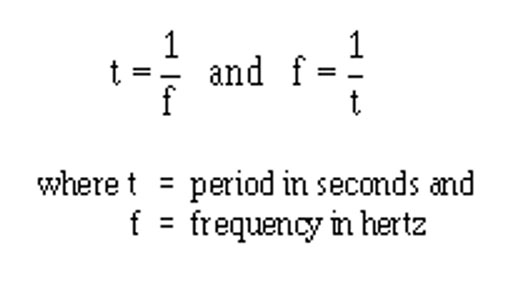 t = 1/f and f = 1/t
where t = period in seconds and
f = frequency in hertz